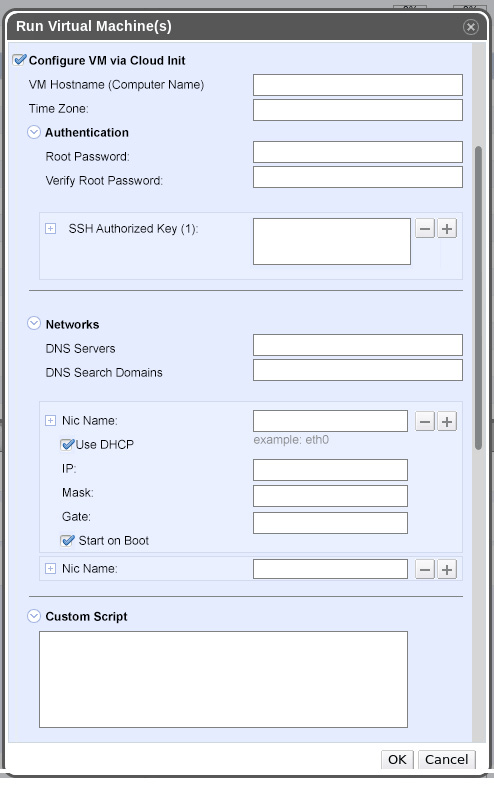 Run Virtual Machine(s)
Configure VM via Cloud Init
VM Hostname (Computer Name)
Time Zone:
Authentication
Root Password:
Verify Root Password:
SSH Authorized Key (1):
Networks
DNS Servers
DNS Search Domains
Nic Name:
example: eth0
Use DHCP
IP:
Mask:
Gate:
Start on Boot
Nic Name:
Custom Script
OK Cancel